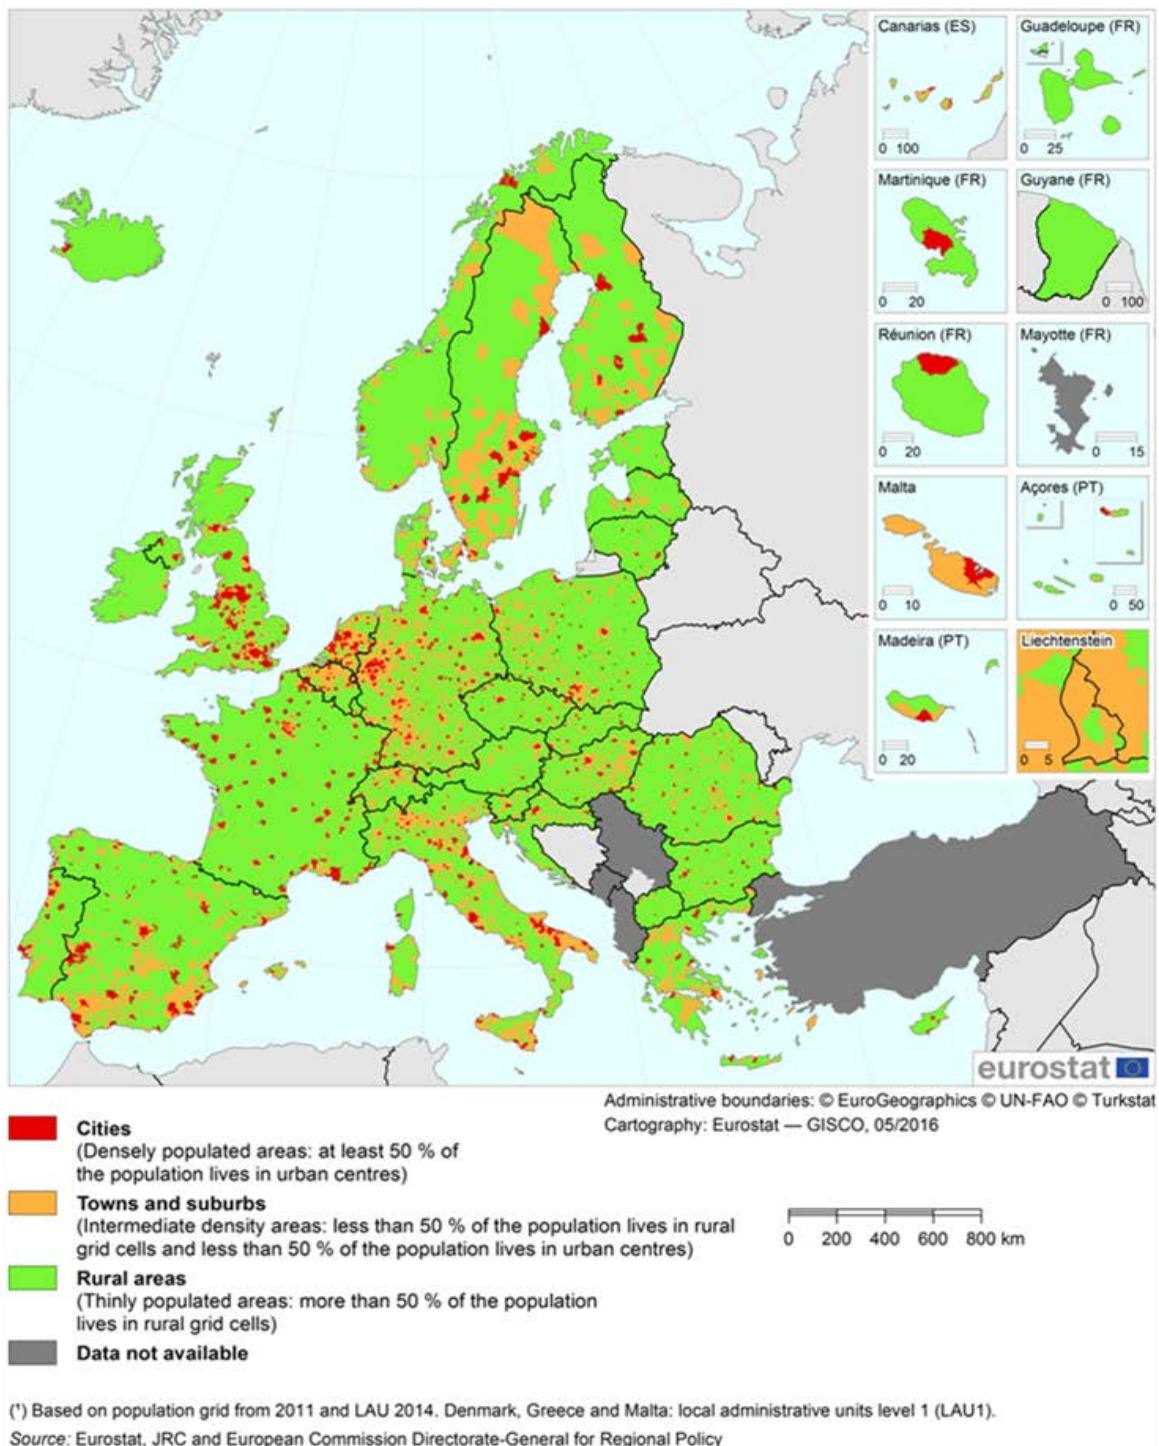 Canarias (ES)
0 100
Guadeloupe (FR)
0 25
Martinique (FR)
0 20
Guyane (FR)
0 100
Réunion (FR)
0 20
Mayotte (FR)
0 15
Malta
0 10
Açores (PT)
0 50
Madeira (PT)
0 20
Liechtenstein
0 5
eurostat
Administrative boundaries: © EuroGeographics © UN-FAO © Turkstat
Cartography: Eurostat — GISCO, 05/2016
Cities
(Densely populated areas: at least 50 % of
the population lives in urban centres)
Towns and suburbs
(Intermediate density areas: less than 50 % of the population lives in rural
grid cells and less than 50 % of the population lives in urban centres)
0 200 400 600 800 km
Rural areas
(Thinly populated areas: more than 50 % of the population
lives in rural grid cells)
Data not available
(¹) Based on population grid from 2011 and LAU 2014. Denmark, Greece and Malta: local administrative units level 1 (LAU1).
Source: Eurostat, JRC and European Commission Directorate-General for Regional Policy